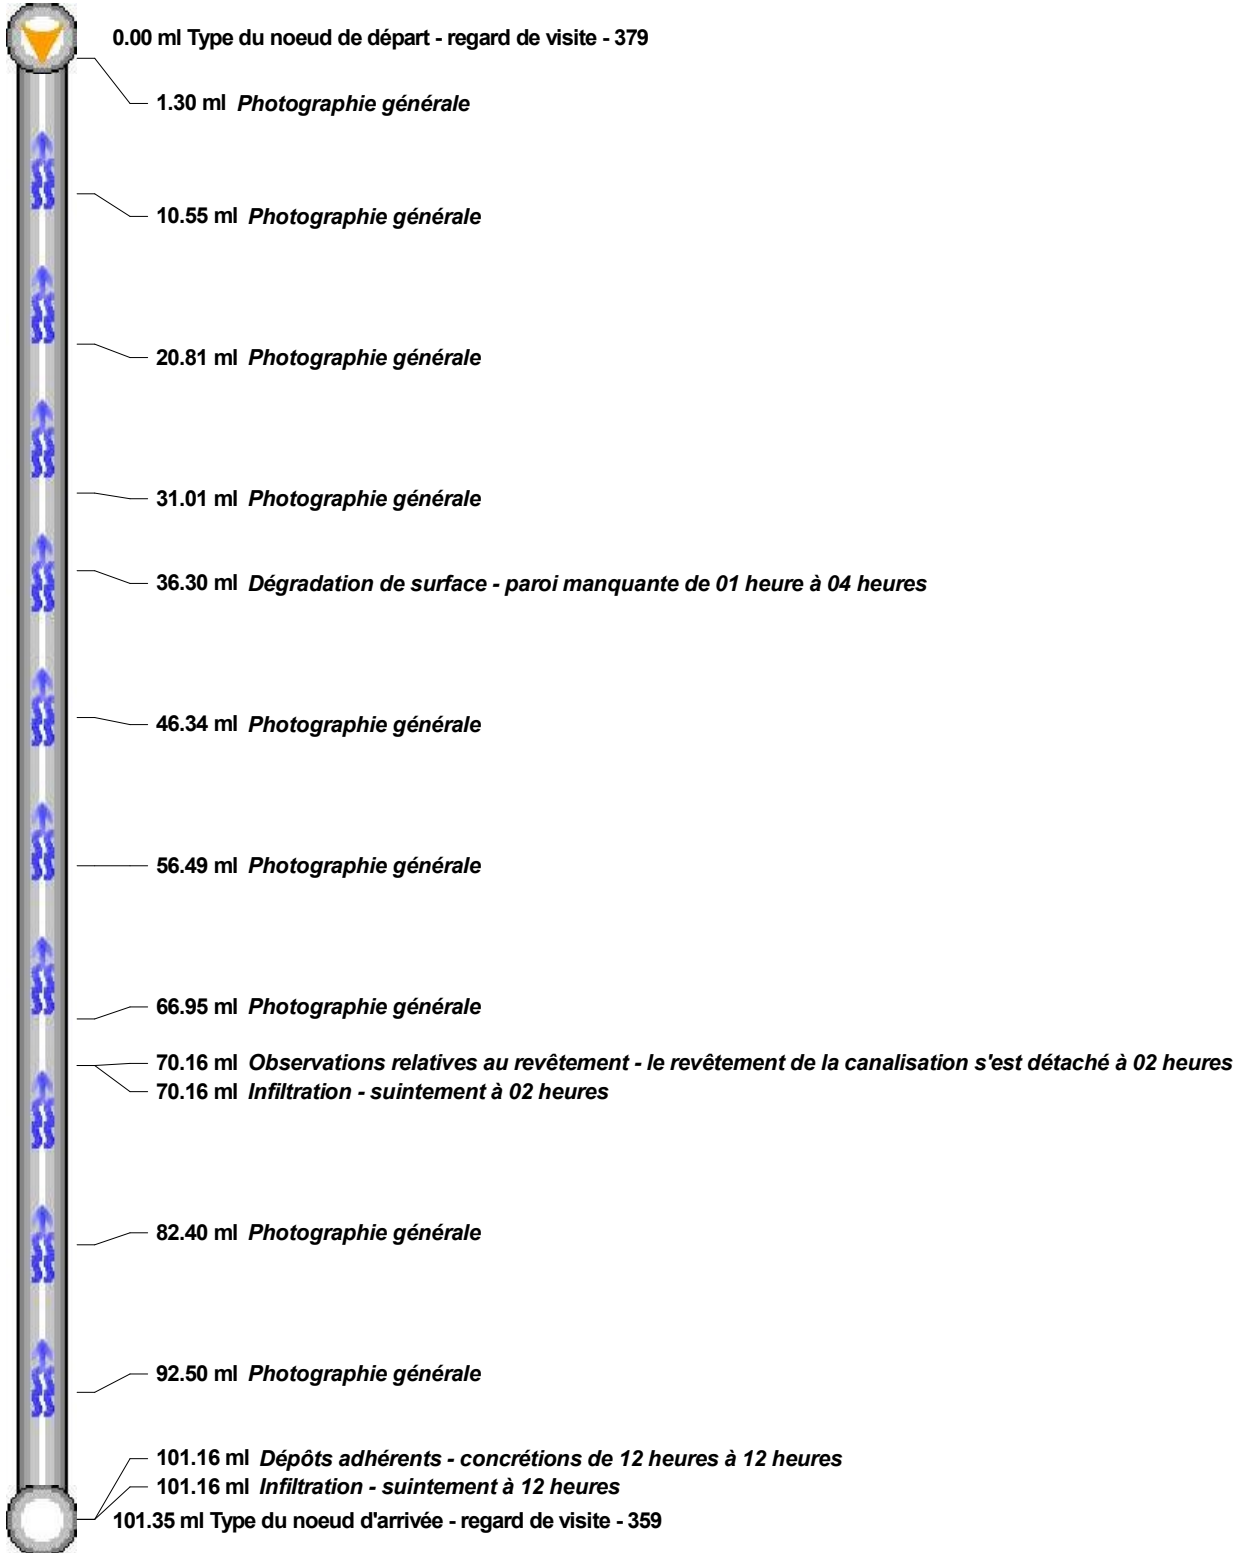 0.00 ml Type du noeud de départ - regard de visite - 379
1.30 ml Photographie générale
10.55 ml Photographie générale
20.81 ml Photographie générale
31.01 ml Photographie générale
36.30 ml Dégradation de surface - paroi manquante de 01 heure à 04 heures
46.34 ml Photographie générale
56.49 ml Photographie générale
66.95 ml Photographie générale
70.16 ml Observations relatives au revêtement - le revêtement de la canalisation s'est détaché à 02 heures
70.16 ml Infiltration - suintement à 02 heures
82.40 ml Photographie générale
92.50 ml Photographie générale
101.16 ml Dépôts adhérents - concrétions de 12 heures à 12 heures
101.16 ml Infiltration - suintement à 12 heures
101.35 ml Type du noeud d'arrivée - regard de visite - 359